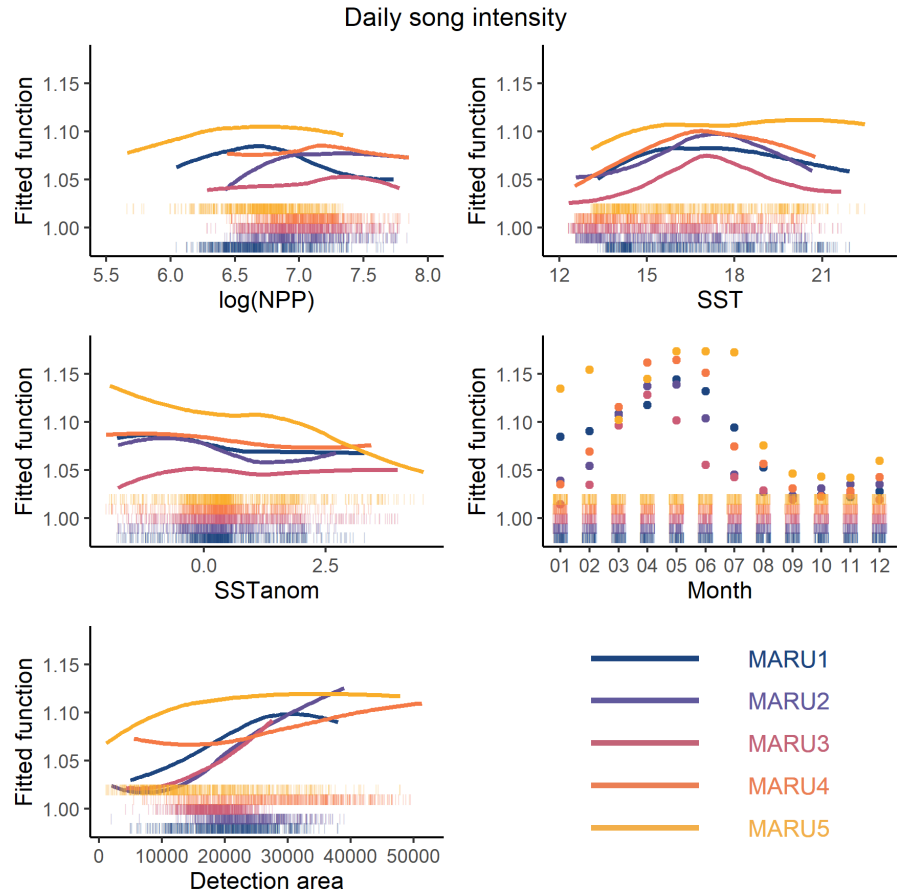 Daily song intensity
Fitted function
1.15
1.10
1.05
1.00
5.5 6.0 6.5 7.0 7.5 8.0
log(NPP)
Fitted function
1.15
1.10
1.05
1.00
12 15 18 21
SST
Fitted function
1.15
1.10
1.05
1.00
0.0 2.5
SSTanom
Fitted function
1.15
1.10
1.05
1.00
01 02 03 04 05 06 07 08 09 10 11 12
Month
Fitted function
1.15
1.10
1.05
1.00
0 10000 20000 30000 40000 50000
Detection area
MARU1
MARU2
MARU3
MARU4
MARU5